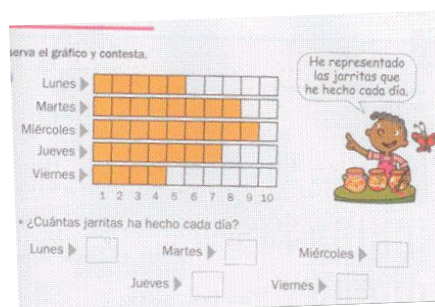 serva el gráfico y contesta.
He representado
las jarritas que
he hecho cada día.
Lunes
Martes
Miércoles
Jueves
Viernes
1 2 3 4 5 6 7 8 9 10
• ¿Cuántas jarritas ha hecho cada día?
Lunes
Martes
Miércoles
Jueves
Viernes